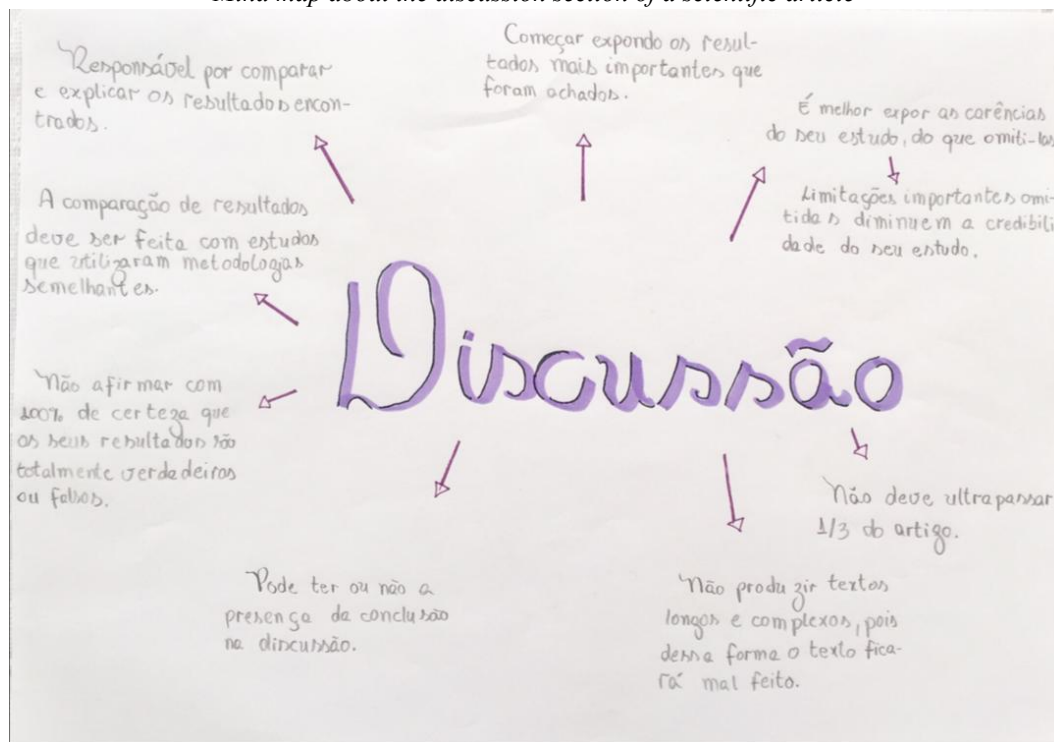 Mind map about the discussion section of a scientific article
Responsável por comparar
e explicar os resultados encon-
trados.
Começar expondo os resul-
tados mais importantes que
foram achados.
É melhor expor as carências
do seu estudo, do que omiti-las
Limitações importantes omi-
tidas diminuem a credibili
dade do seu estudo.
A comparação de resultados
deve ser feita com estudos
que utilizaram metodologias
semelhantes.
Discussão
Não afirmar com
100% de certeza que
os seus resultados são
totalmente verdadeiros
ou falsos.
Não deve ultrapassar
1/3 do artigo.
Pode ter ou não a
presença da conclusão
na discussão.
Não produzir textos
longos e complexos, pois
dessa forma o texto fica-
rá mal feito.